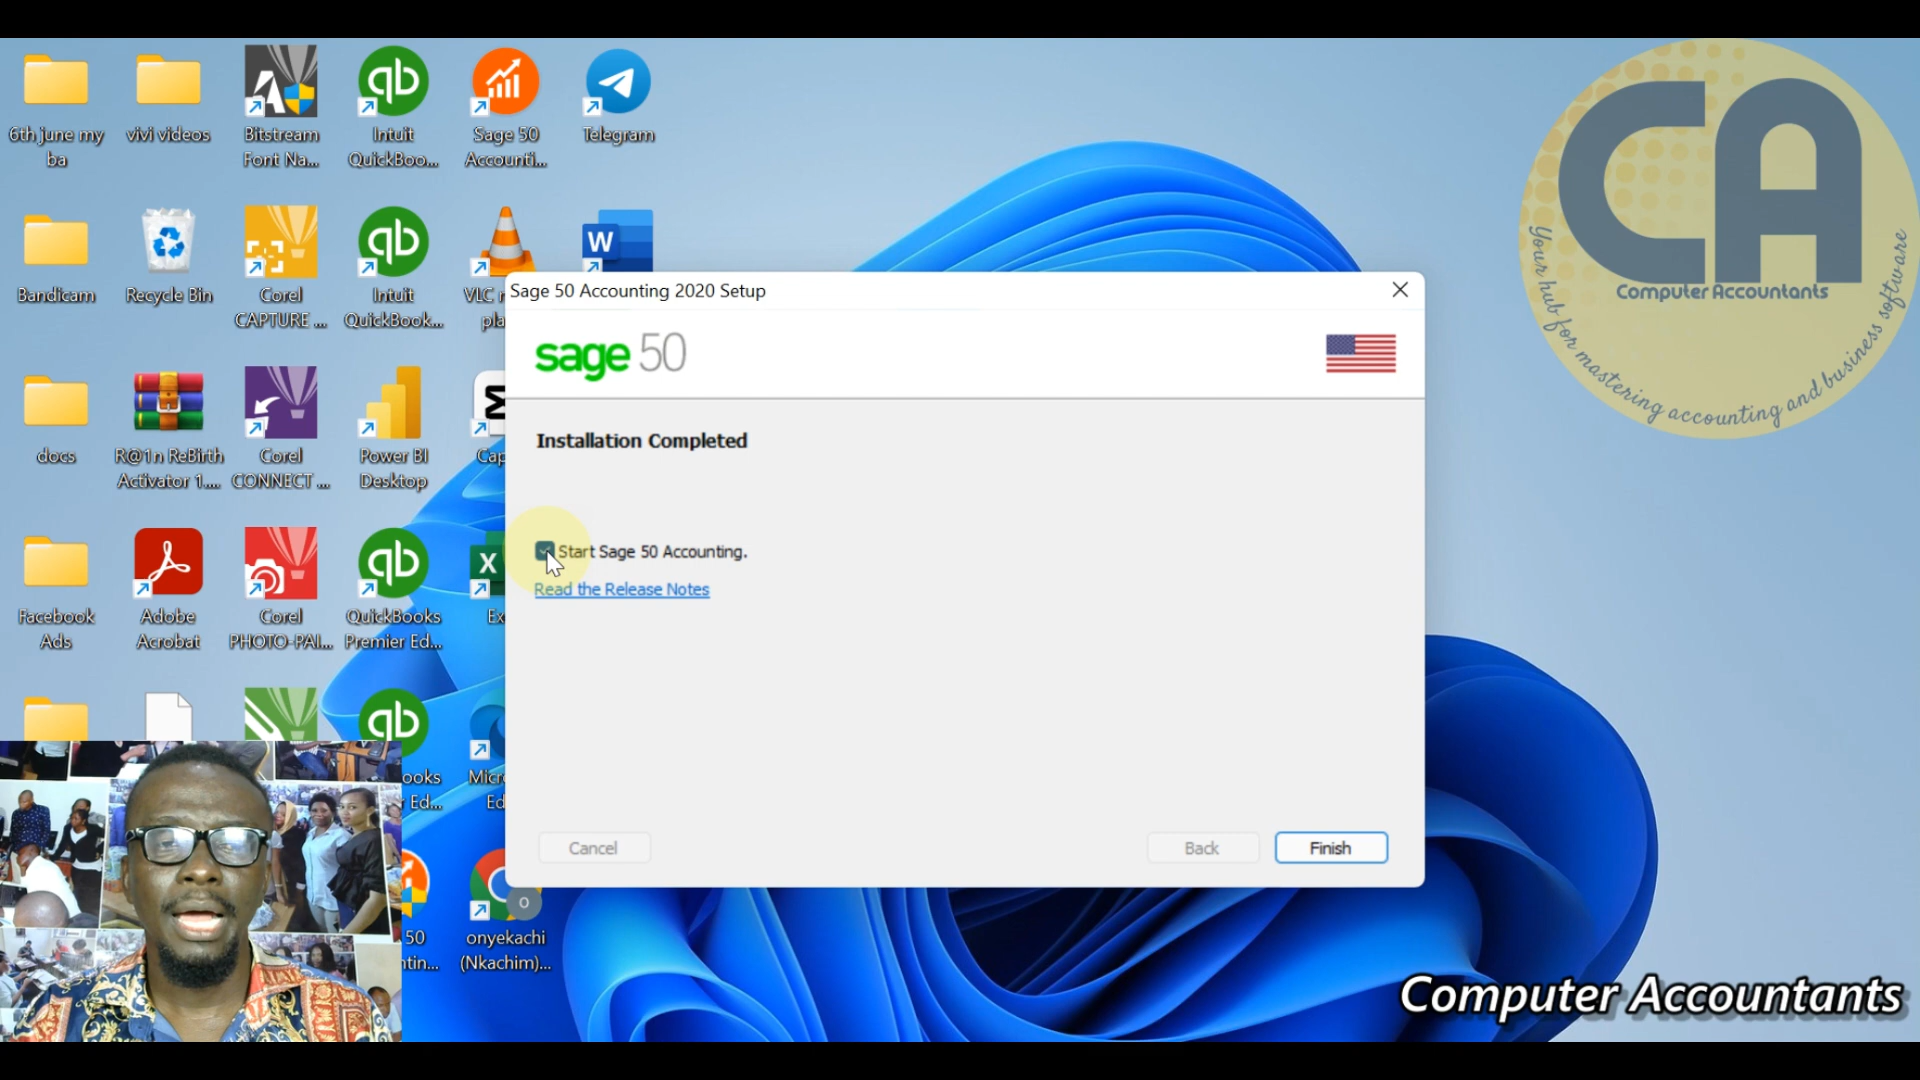 6th june my
ba
vivi videos
Bitstream
Font Na...
Intuit
QuickBoo...
Sage 50
Accounti...
Telegram
Bandicam
Recycle Bin
Corel
CAPTURE ...
Intuit
QuickBook...
VLC
pla
W
docs
R@1n ReBirth
Activator 1....
Corel
CONNECT ...
Power BI
Desktop
Cap
Facebook
Ads
Adobe
Acrobat
Corel
PHOTO-PAI...
QuickBooks
Premier Ed...
X
Ex
ooks
r Ed...
Micr
Ed
50
ntin...
onyekachi
(Nkachim)...
Sage 50 Accounting 2020 Setup
sage 50
Installation Completed
Start Sage 50 Accounting.
Read the Release Notes
Cancel
Back
Finish
CA
Computer Accountants
Your hub for mastering accounting and business software
Computer Accountants